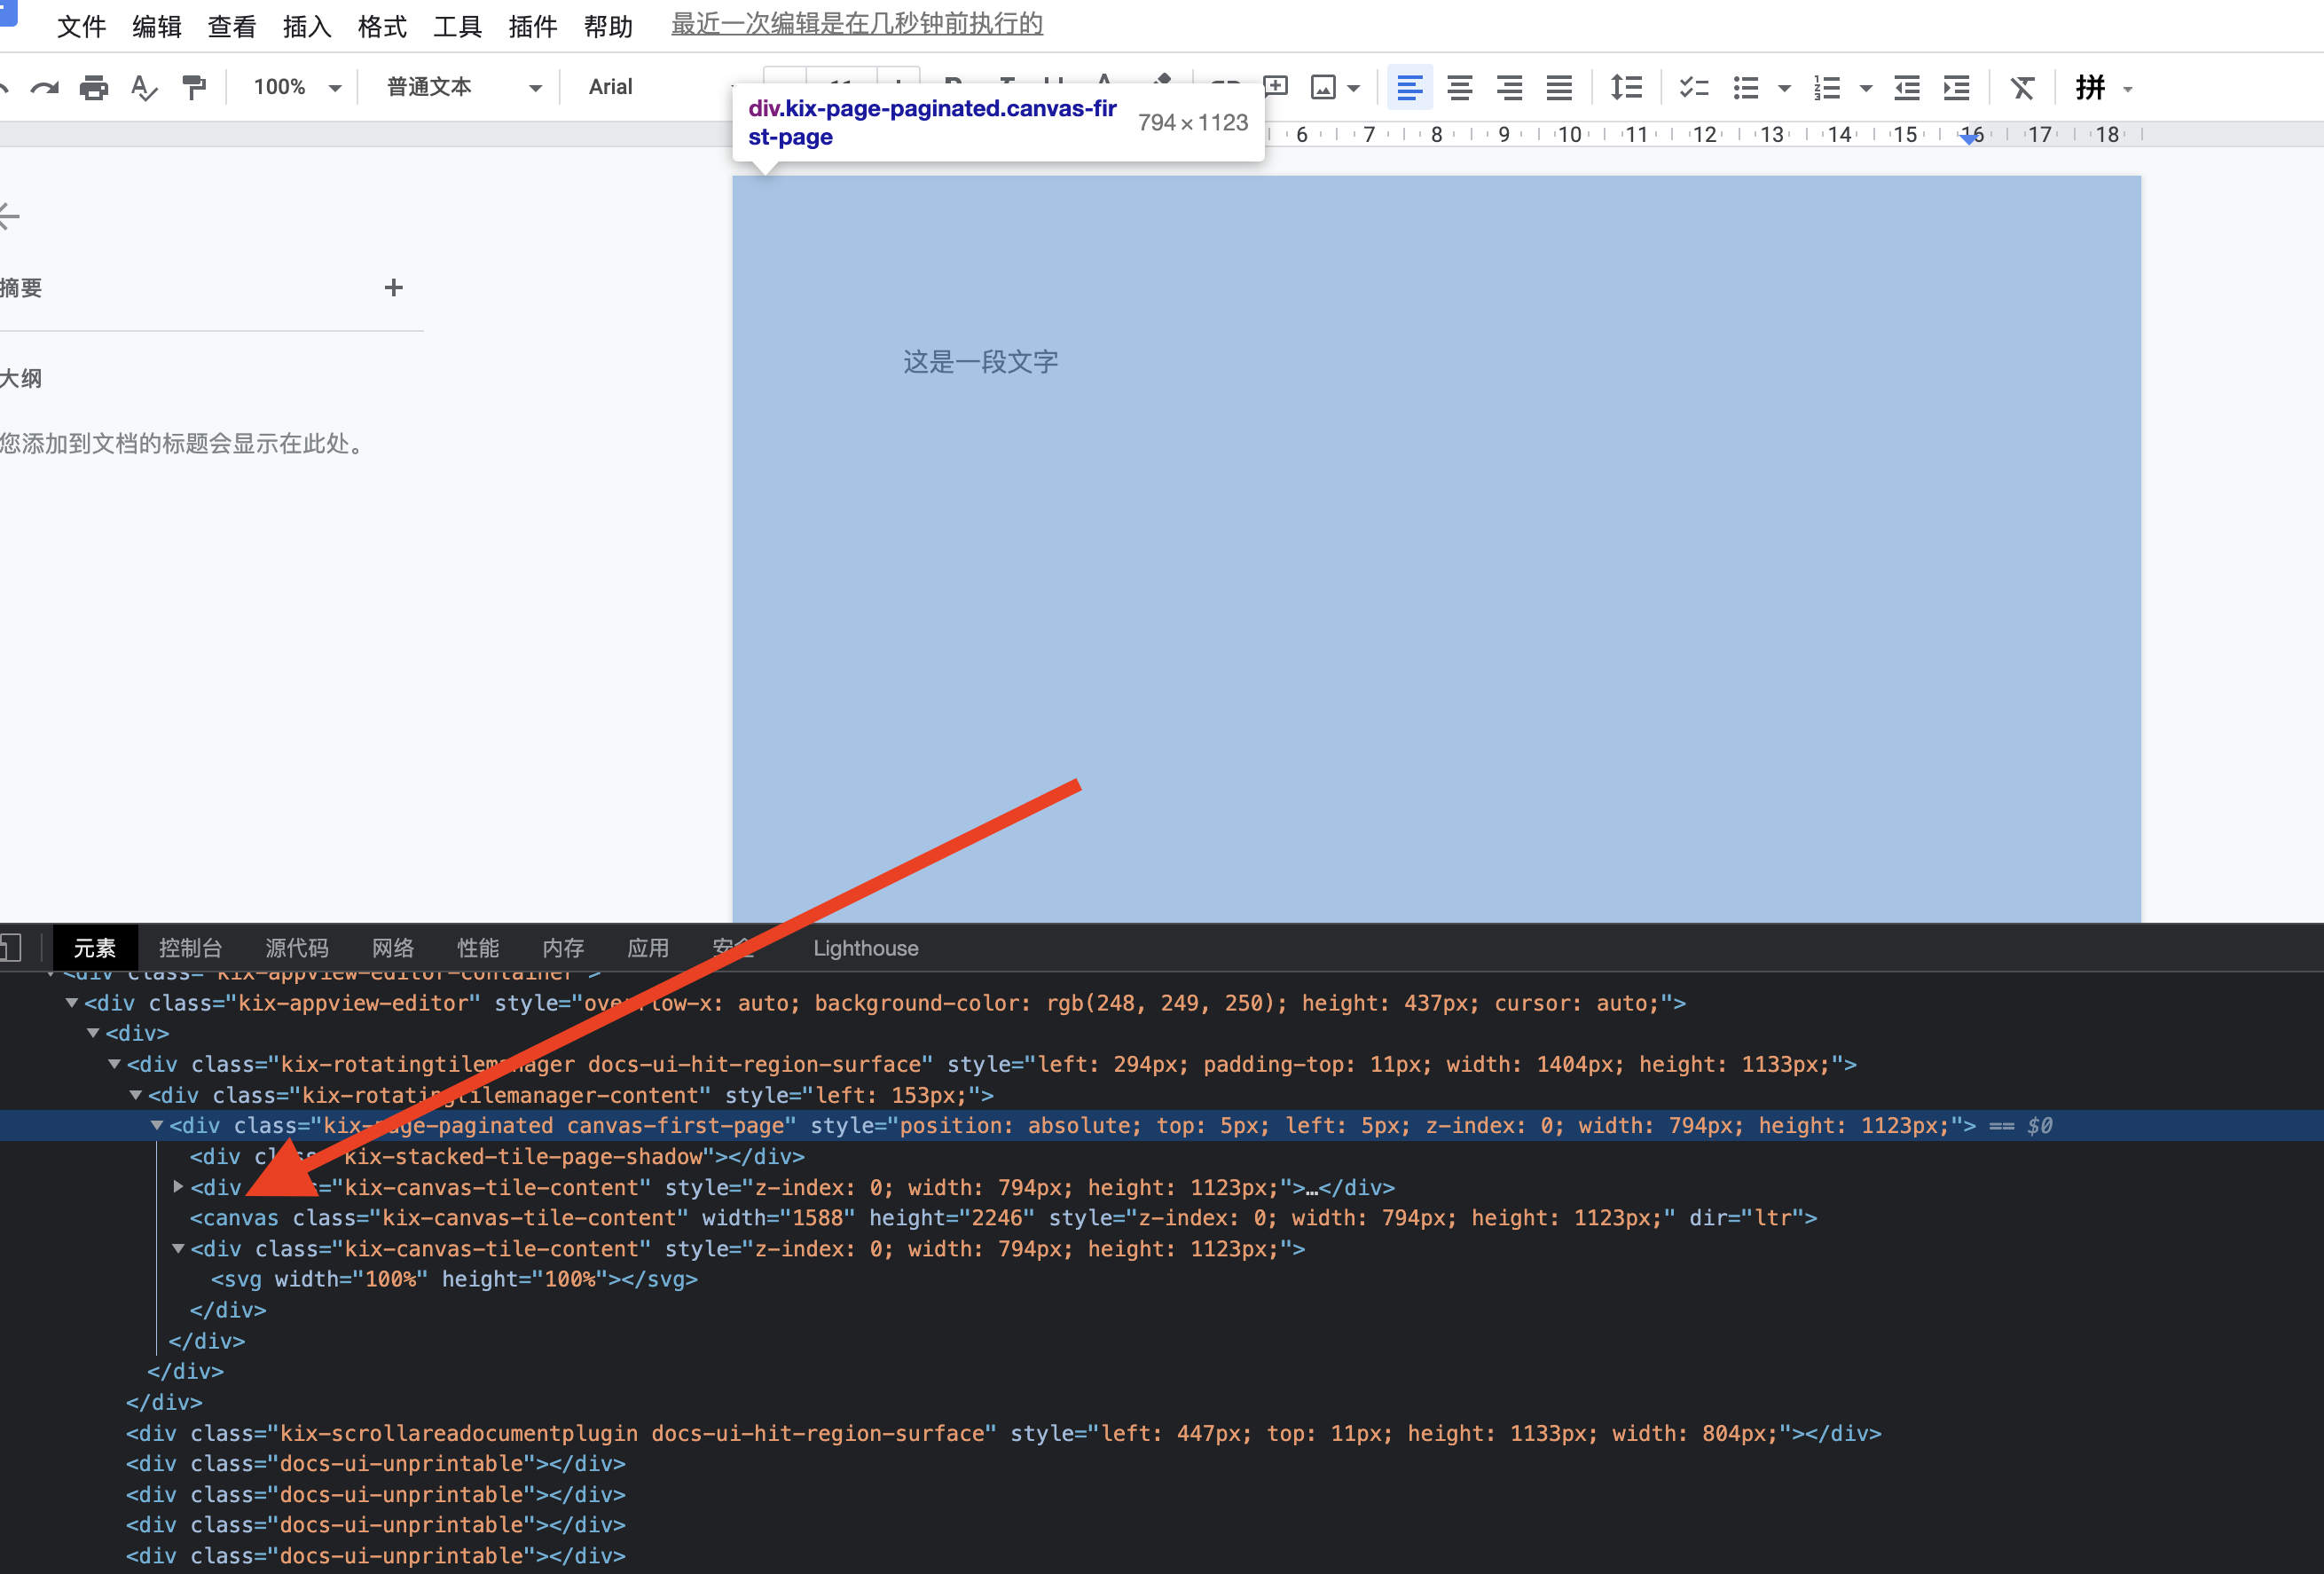 文件 编辑 查看 插入 格式 工具 插件 帮助 最近一次编辑是在几秒钟前执行的
100% 普通文本 Arial 拼
div.kix-page-paginated.canvas-fir
st-page
794 × 1123
6 7 8 9 10 11 12 13 14 15 16 17 18
摘要
大纲
您添加到文档的标题会显示在此处。
这是一段文字
元素 控制台 源代码 网络 性能 内存 应用 安全 Lighthouse
<div class="kix-appview-editor-container">
<div class="kix-appview-editor" style="overflow-x: auto; background-color: rgb(248, 249, 250); height: 437px; cursor: auto;">
<div>
<div class="kix-rotatingtilemanager docs-ui-hit-region-surface" style="left: 294px; padding-top: 11px; width: 1404px; height: 1133px;">
<div class="kix-rotatingtilemanager-content" style="left: 153px;">
<div class="kix-page-paginated canvas-first-page" style="position: absolute; top: 5px; left: 5px; z-index: 0; width: 794px; height: 1123px;"> == $0
<div class="kix-stacked-tile-page-shadow"></div>
<div class="kix-canvas-tile-content" style="z-index: 0; width: 794px; height: 1123px;">…</div>
<canvas class="kix-canvas-tile-content" width="1588" height="2246" style="z-index: 0; width: 794px; height: 1123px;" dir="ltr">
<div class="kix-canvas-tile-content" style="z-index: 0; width: 794px; height: 1123px;">
<svg width="100%" height="100%"></svg>
</div>
</div>
</div>
</div>
<div class="kix-scrollareadocumentplugin docs-ui-hit-region-surface" style="left: 447px; top: 11px; height: 1133px; width: 804px;"></div>
<div class="docs-ui-unprintable"></div>
<div class="docs-ui-unprintable"></div>
<div class="docs-ui-unprintable"></div>
<div class="docs-ui-unprintable"></div>